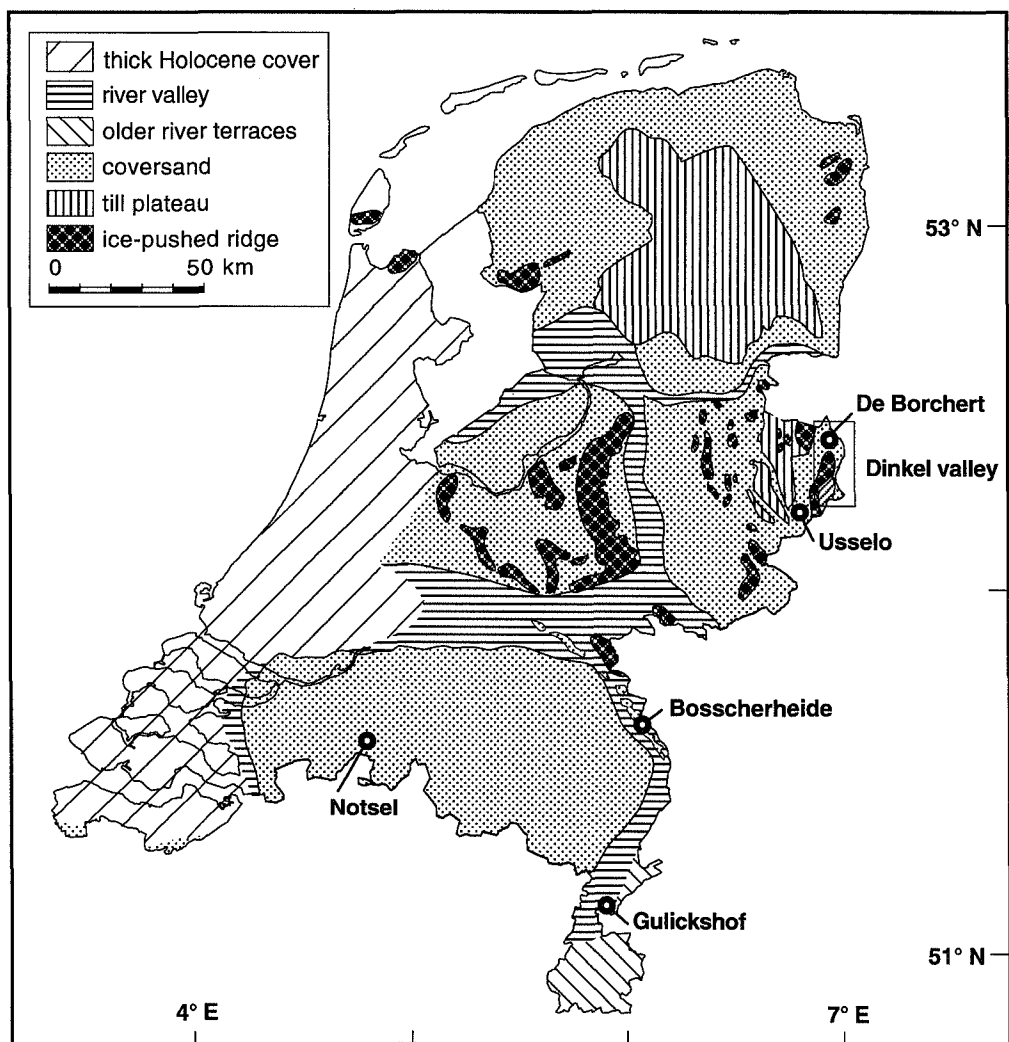 thick Holocene cover
river valley
older river terraces
coversand
till plateau
ice-pushed ridge
0 50 km
53° N
De Borchert
Dinkel valley
Usselo
Bosscherheide
Notsel
Gulickshof
51° N
4° E
7° E